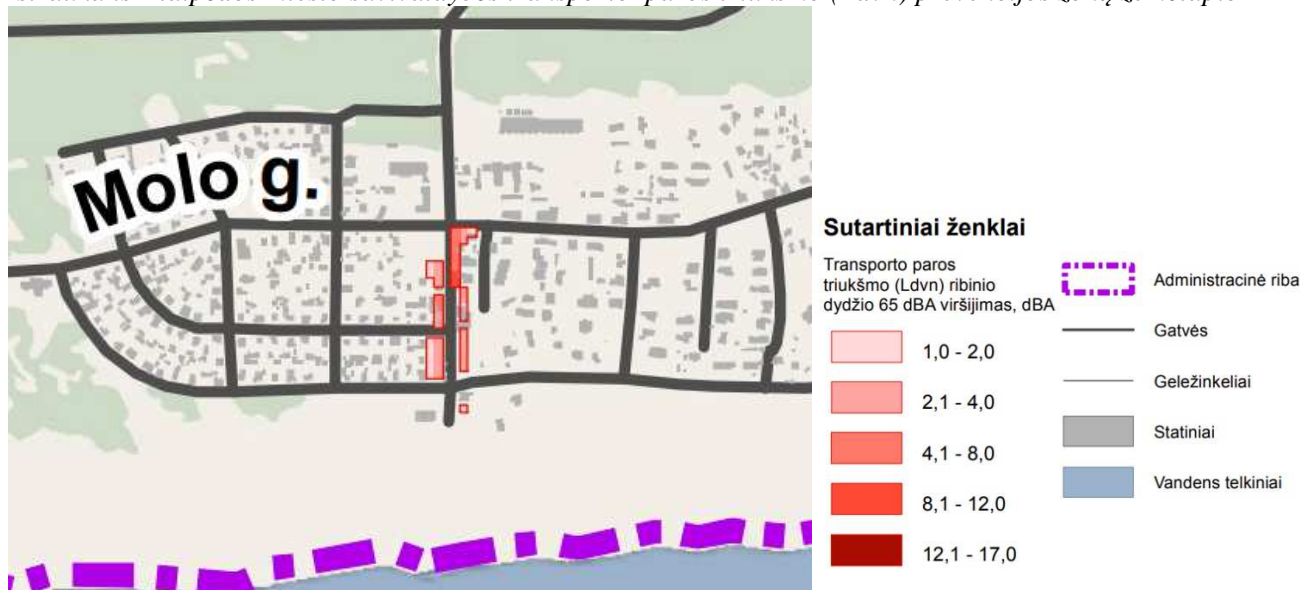 Molo g.
Sutartiniai ženklai
Transporto paros
triukšmo (Ldvn) ribinio
dydžio 65 dBA viršijimas, dBA
1,0 - 2,0
2,1 - 4,0
4,1 - 8,0
8,1 - 12,0
12,1 - 17,0
Administracinė riba
Gatvės
Geležinkeliai
Statiniai
Vandens telkiniai